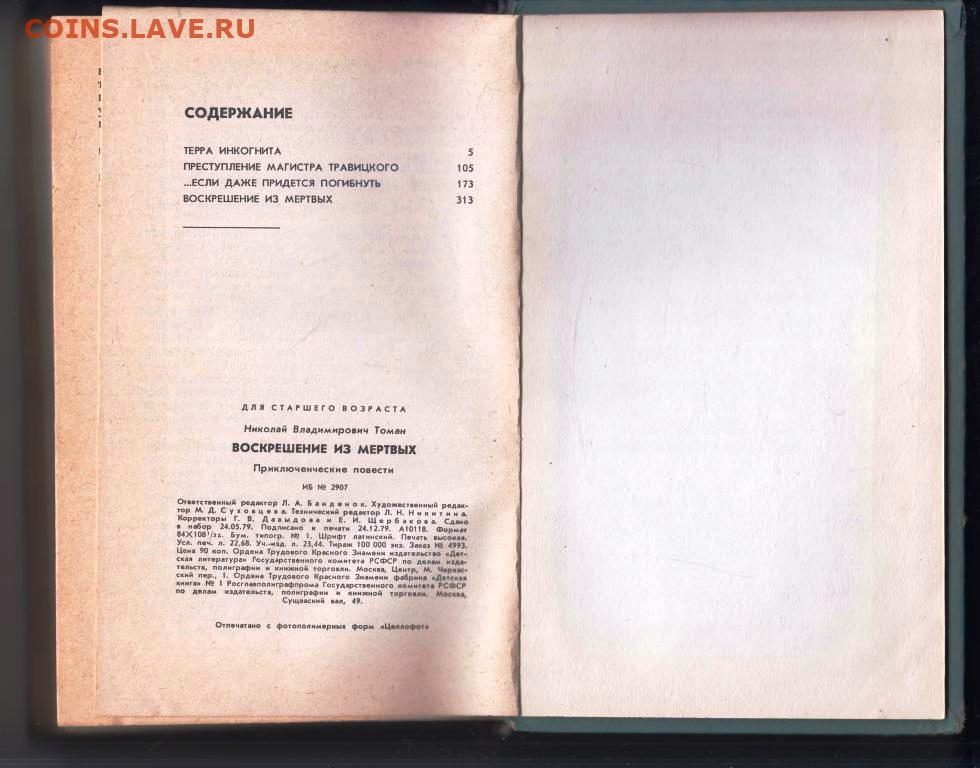 COINS.LAVE.RU
СОДЕРЖАНИЕ
ТЕРРА ИНКОГНИТА 5
ПРЕСТУПЛЕНИЕ МАГИСТРА ТРАВИЦКОГО 105
...ЕСЛИ ДАЖЕ ПРИДЕТСЯ ПОГИБНУТЬ 173
ВОСКРЕШЕНИЕ ИЗ МЕРТВЫХ 313
ДЛЯ СТАРШЕГО ВОЗРАСТА
Николай Владимирович Томан
ВОСКРЕШЕНИЕ ИЗ МЕРТВЫХ
Приключенческие повести
ИБ № 2907
Ответственный редактор Л. А. Банденок. Художественный редак-
тор М. Д. Суховцева. Технический редактор Л. Н. Никитина.
Корректоры Г. В. Давыдова и Е. И. Щербакова. Сдано
в набор 24.05.79. Подписано к печати 24.12.79. А10118. Формат
84×108¹/₃₂. Бум. типогр. № 1. Шрифт латинский. Печать высокая.
Усл. печ. л. 22,68. Уч.-изд. л. 23,44. Тираж 100 000 экз. Заказ № 4993.
Цена 90 коп. Ордена Трудового Красного Знамени издательство «Дет-
ская литература» Государственного комитета РСФСР по делам изда-
тельств, полиграфии и книжной торговли. Москва, Центр, М. Черкас-
ский пер., 1. Ордена Трудового Красного Знамени фабрика «Детская
книга» № 1 Росглавполиграфпрома Государственного комитета РСФСР
по делам издательств, полиграфии и книжной торговли. Москва,
Сущевский вал, 49.
Отпечатано с фотополимерных форм «Целлофот»